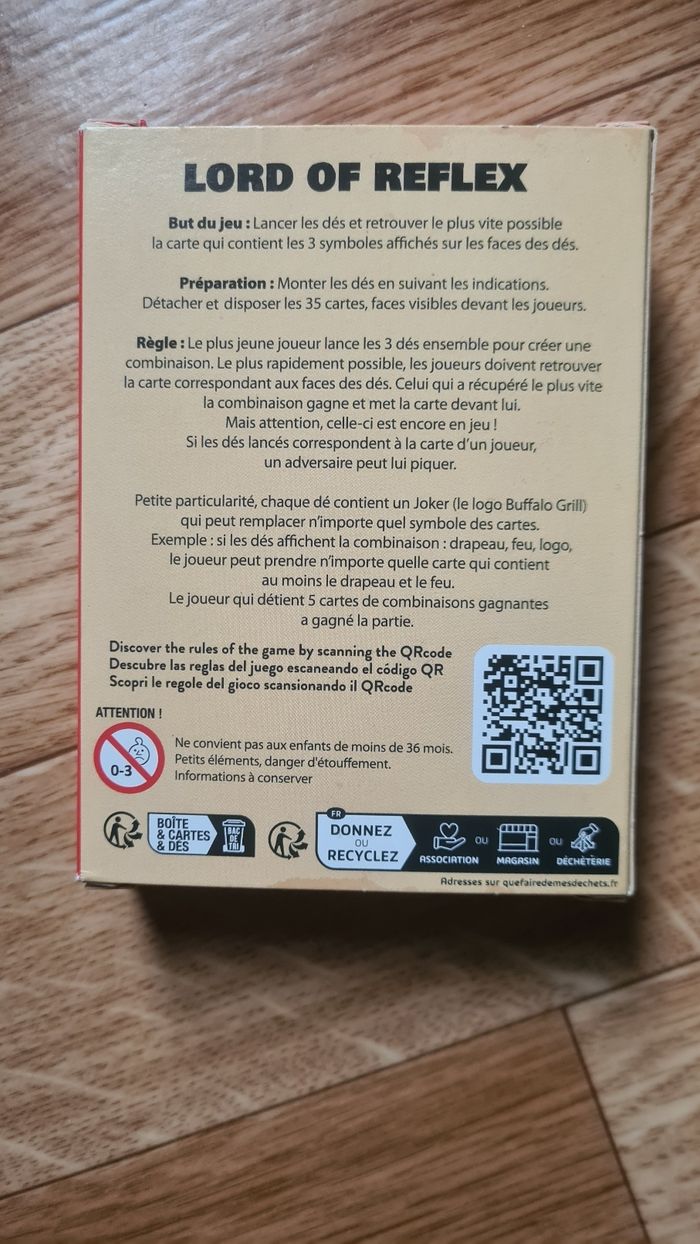 LORD OF REFLEX
But du jeu : Lancer les dés et retrouver le plus vite possible
la carte qui contient les 3 symboles affichés sur les faces des dés.
Préparation : Monter les dés en suivant les indications.
Détacher et disposer les 35 cartes, faces visibles devant les joueurs.
Règle : Le plus jeune joueur lance les 3 dés ensemble pour créer une
combinaison. Le plus rapidement possible, les joueurs doivent retrouver
la carte correspondant aux faces des dés. Celui qui a récupéré le plus vite
la combinaison gagne et met la carte devant lui.
Mais attention, celle-ci est encore en jeu !
Si les dés lancés correspondent à la carte d'un joueur,
un adversaire peut lui piquer.
Petite particularité, chaque dé contient un Joker (le logo Buffalo Grill)
qui peut remplacer n'importe quel symbole des cartes.
Exemple : si les dés affichent la combinaison : drapeau, feu, logo,
le joueur peut prendre n'importe quelle carte qui contient
au moins le drapeau et le feu.
Le joueur qui détient 5 cartes de combinaisons gagnantes
a gagné la partie.
Discover the rules of the game by scanning the QRcode
Descubre las reglas del juego escaneando el código QR
Scopri le regole del gioco scansionando il QRcode
ATTENTION !
0-3
Ne convient pas aux enfants de moins de 36 mois.
Petits éléments, danger d'étouffement.
Informations à conserver
BOÎTE
& CARTES
& DÉS
BAC
DE
TRI
FR
DONNEZ
OU
RECYCLEZ
ASSOCIATION
OU
MAGASIN
OU
DÉCHÈTERIE
Adresses sur quefairedemesdechets.fr